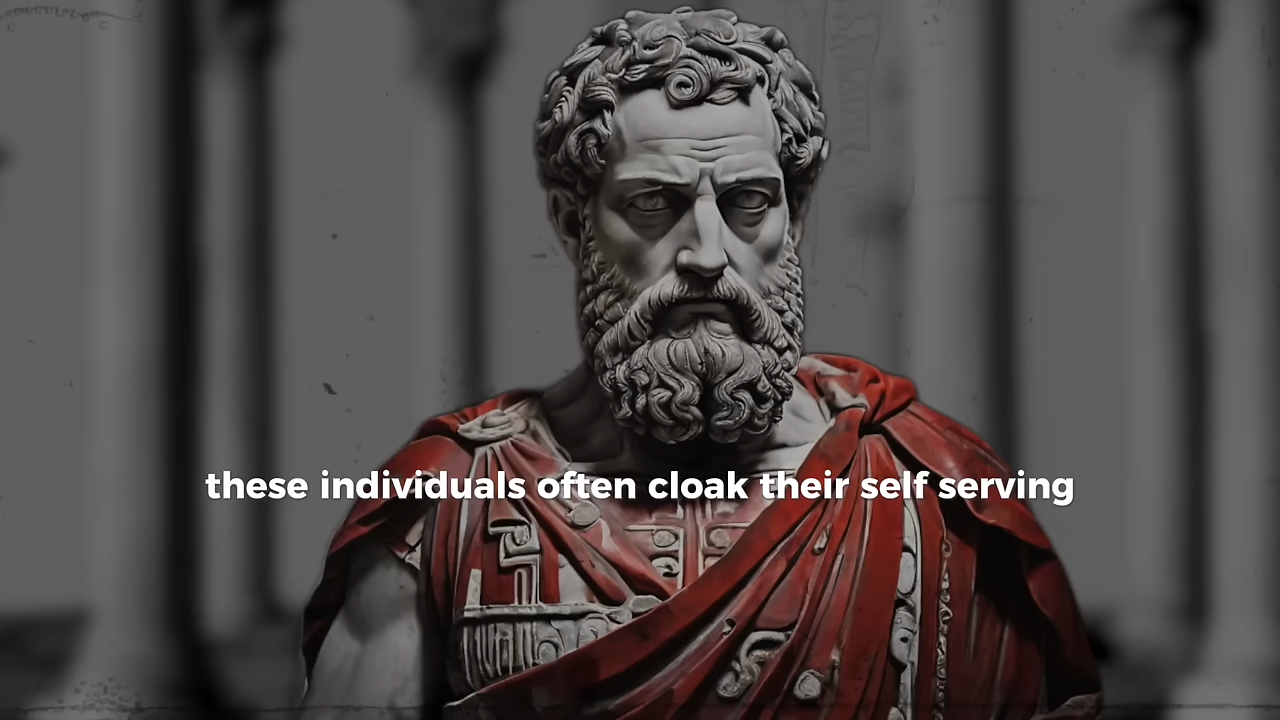 these individuals often cloak their self serving